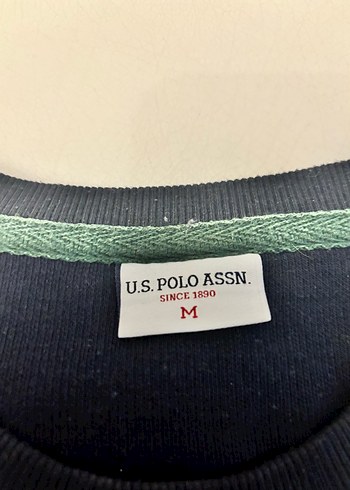 U.S. POLO ASSN.
SINCE 1890
M